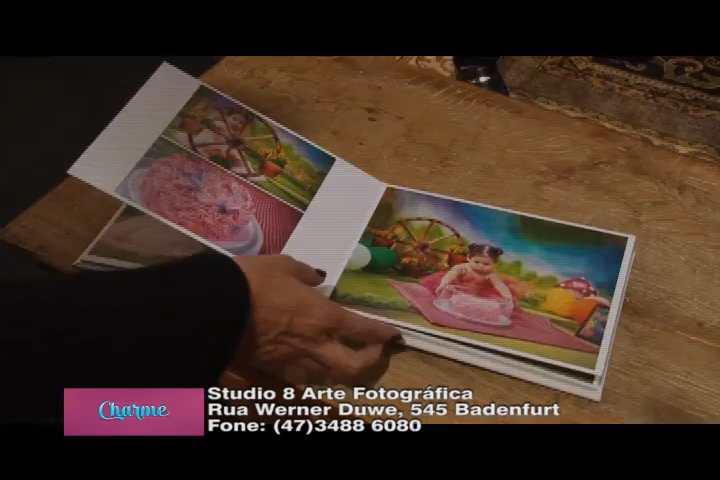 Charme
Studio 8 Arte Fotográfica
Rua Werner Duwe, 545 Badenfurt
Fone: (47)3488 6080